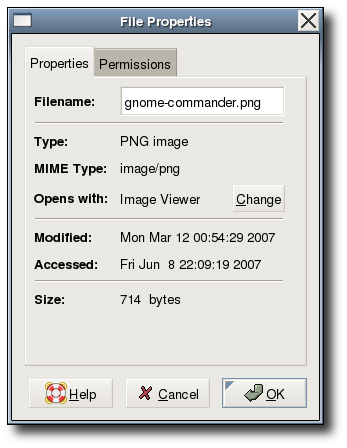 File Properties
Properties Permissions
Filename: gnome-commander.png
Type: PNG image
MIME Type: image/png
Opens with: Image Viewer Change
Modified: Mon Mar 12 00:54:29 2007
Accessed: Fri Jun  8 22:09:19 2007
Size: 714  bytes
Help Cancel OK